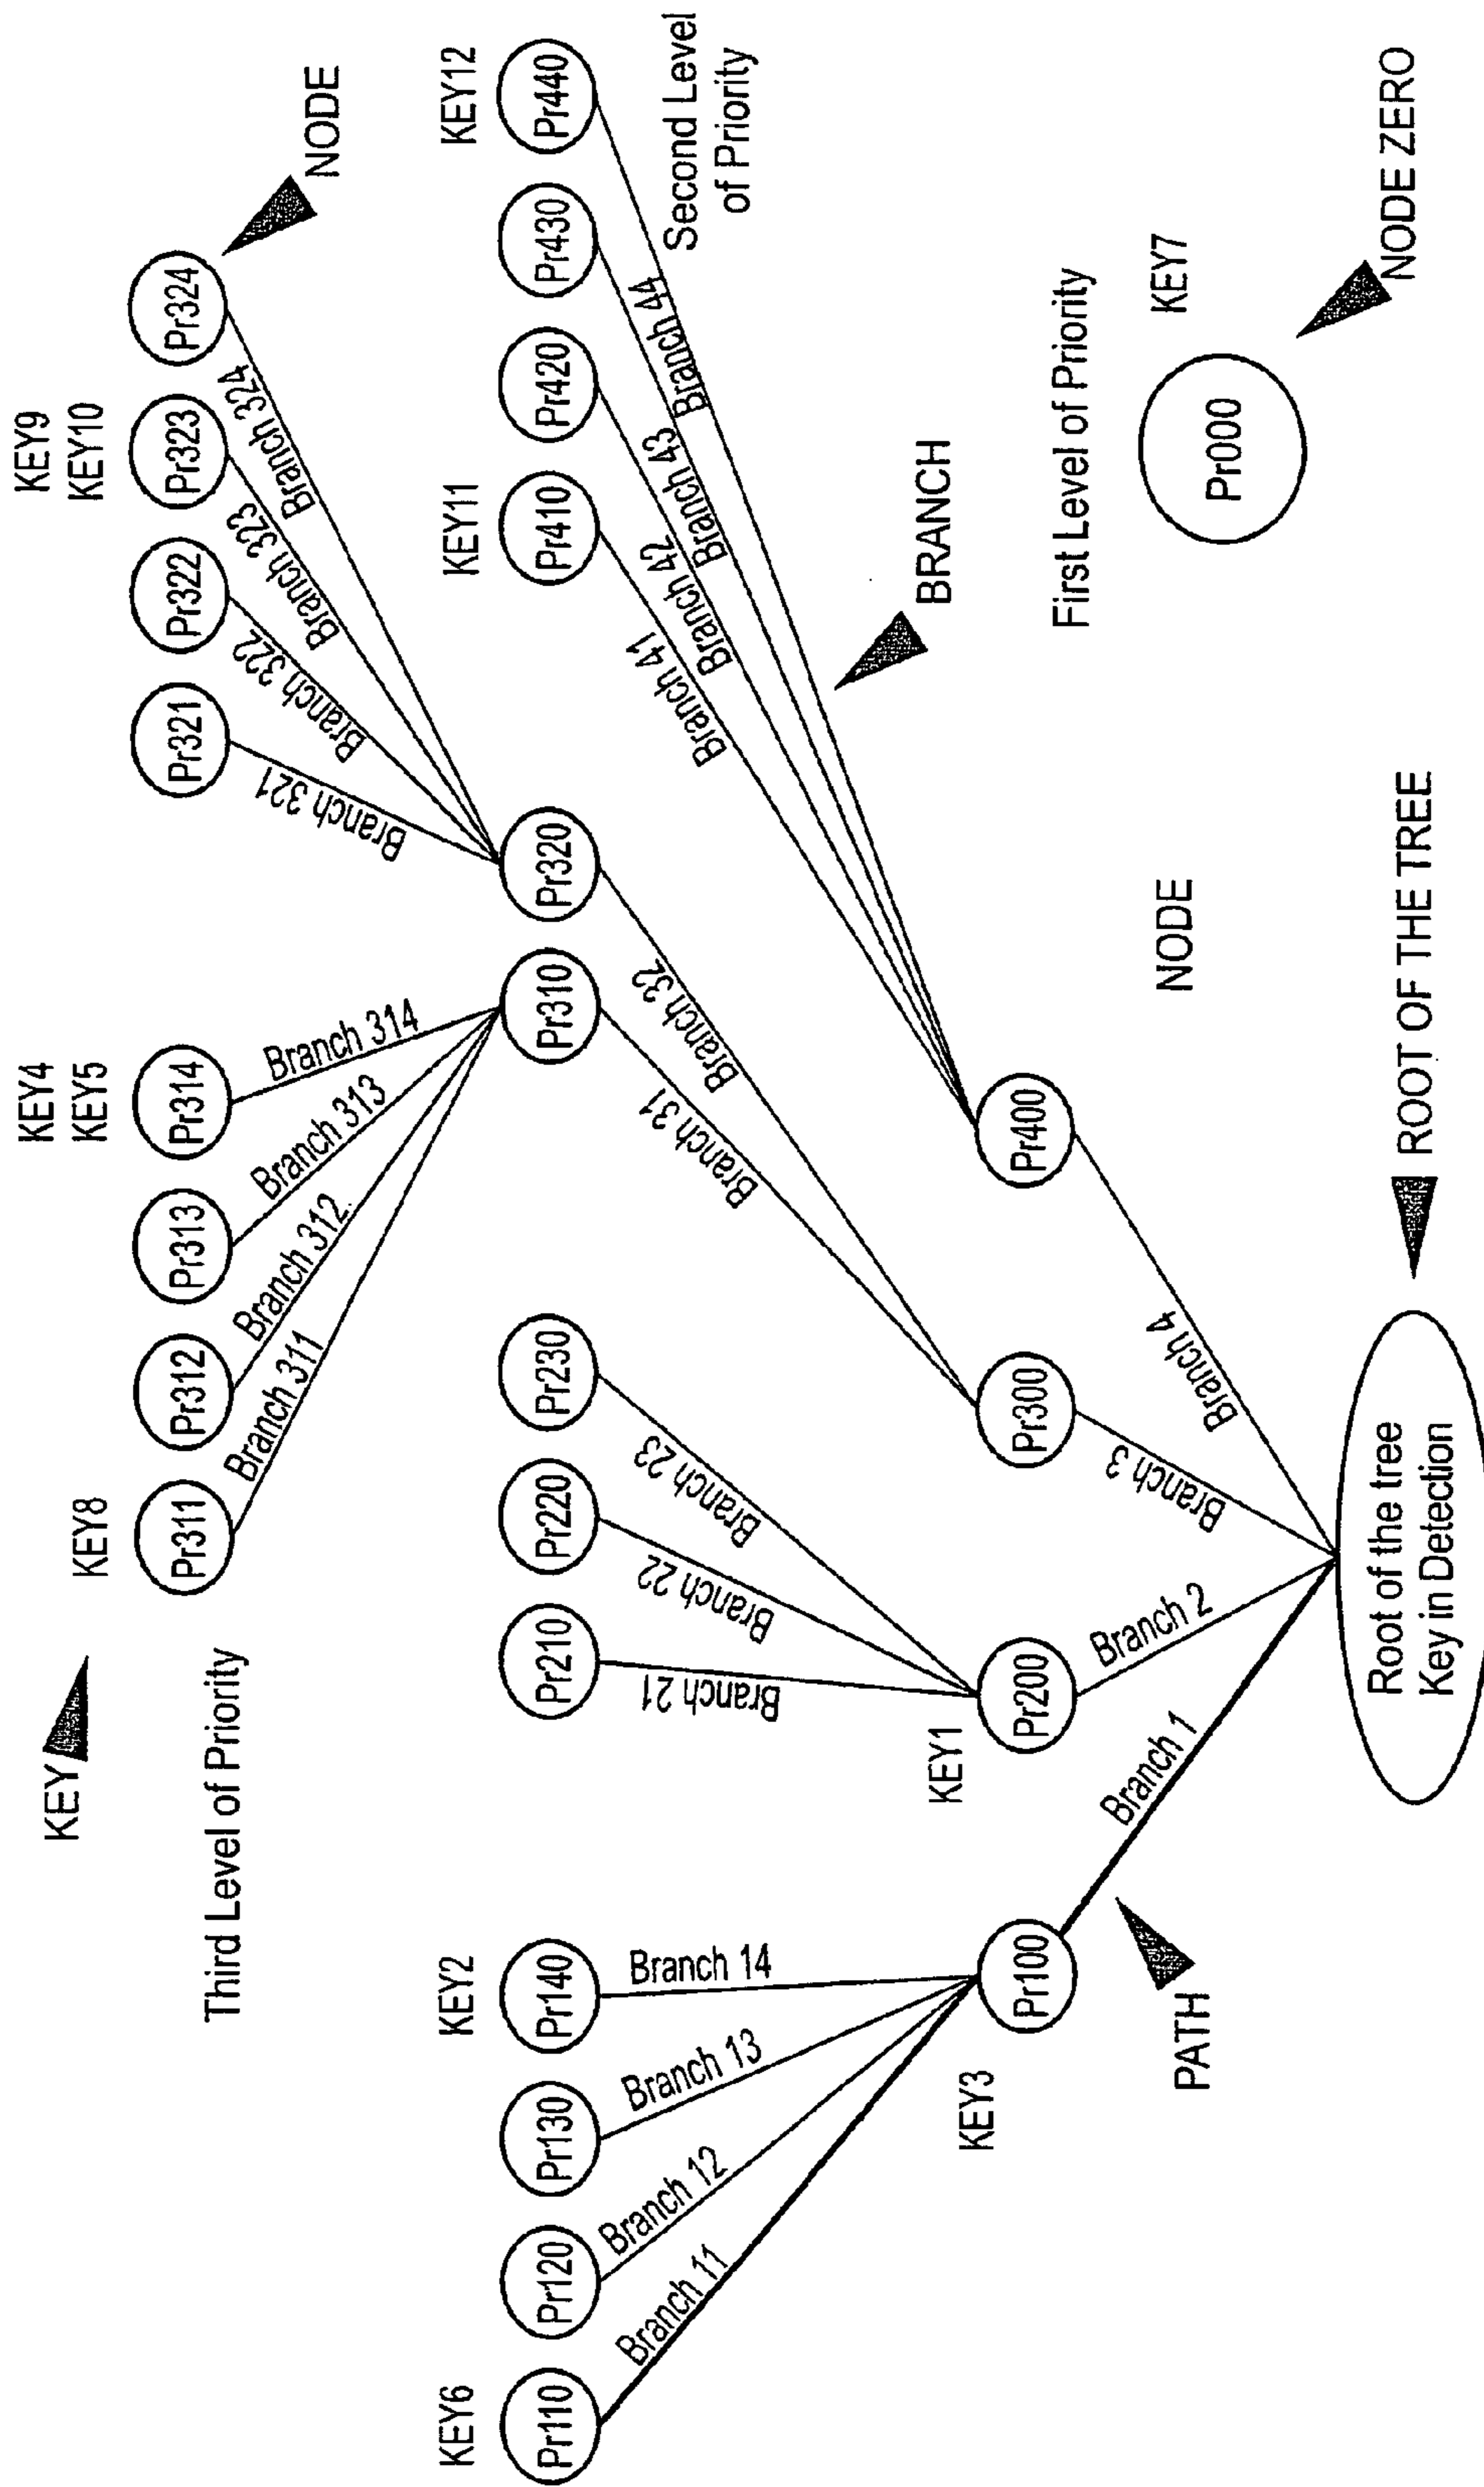 KEY
KEY4
KEY9
KEY8
KEY5
KEY10
Pr311
Pr312
Pr313
Pr314
Pr321
Pr322
Pr323
Pr324
NODE
Third Level of Priority
Branch 311
Branch 312
Branch 313
Branch 314
Branch 321
Branch 322
Branch 323
Branch 324
KEY6
KEY2
KEY11
KEY12
Pr110
Pr120
Pr130
Pr140
Pr210
Pr220
Pr230
Pr310
Pr320
Pr410
Pr420
Pr430
Pr440
Branch 11
Branch 12
Branch 13
Branch 14
Branch 21
Branch 22
Branch 23
Branch 31
Branch 32
Branch 41
Branch 42
Branch 43
Branch 44
Second Level
of Priority
KEY3
KEY1
BRANCH
Pr100
Pr200
Pr300
Pr400
First Level of Priority
PATH
Branch 1
Branch 2
Branch 3
Branch 4
NODE
KEY7
Pr000
NODE ZERO
Root of the tree
Key in Detection
ROOT OF THE TREE